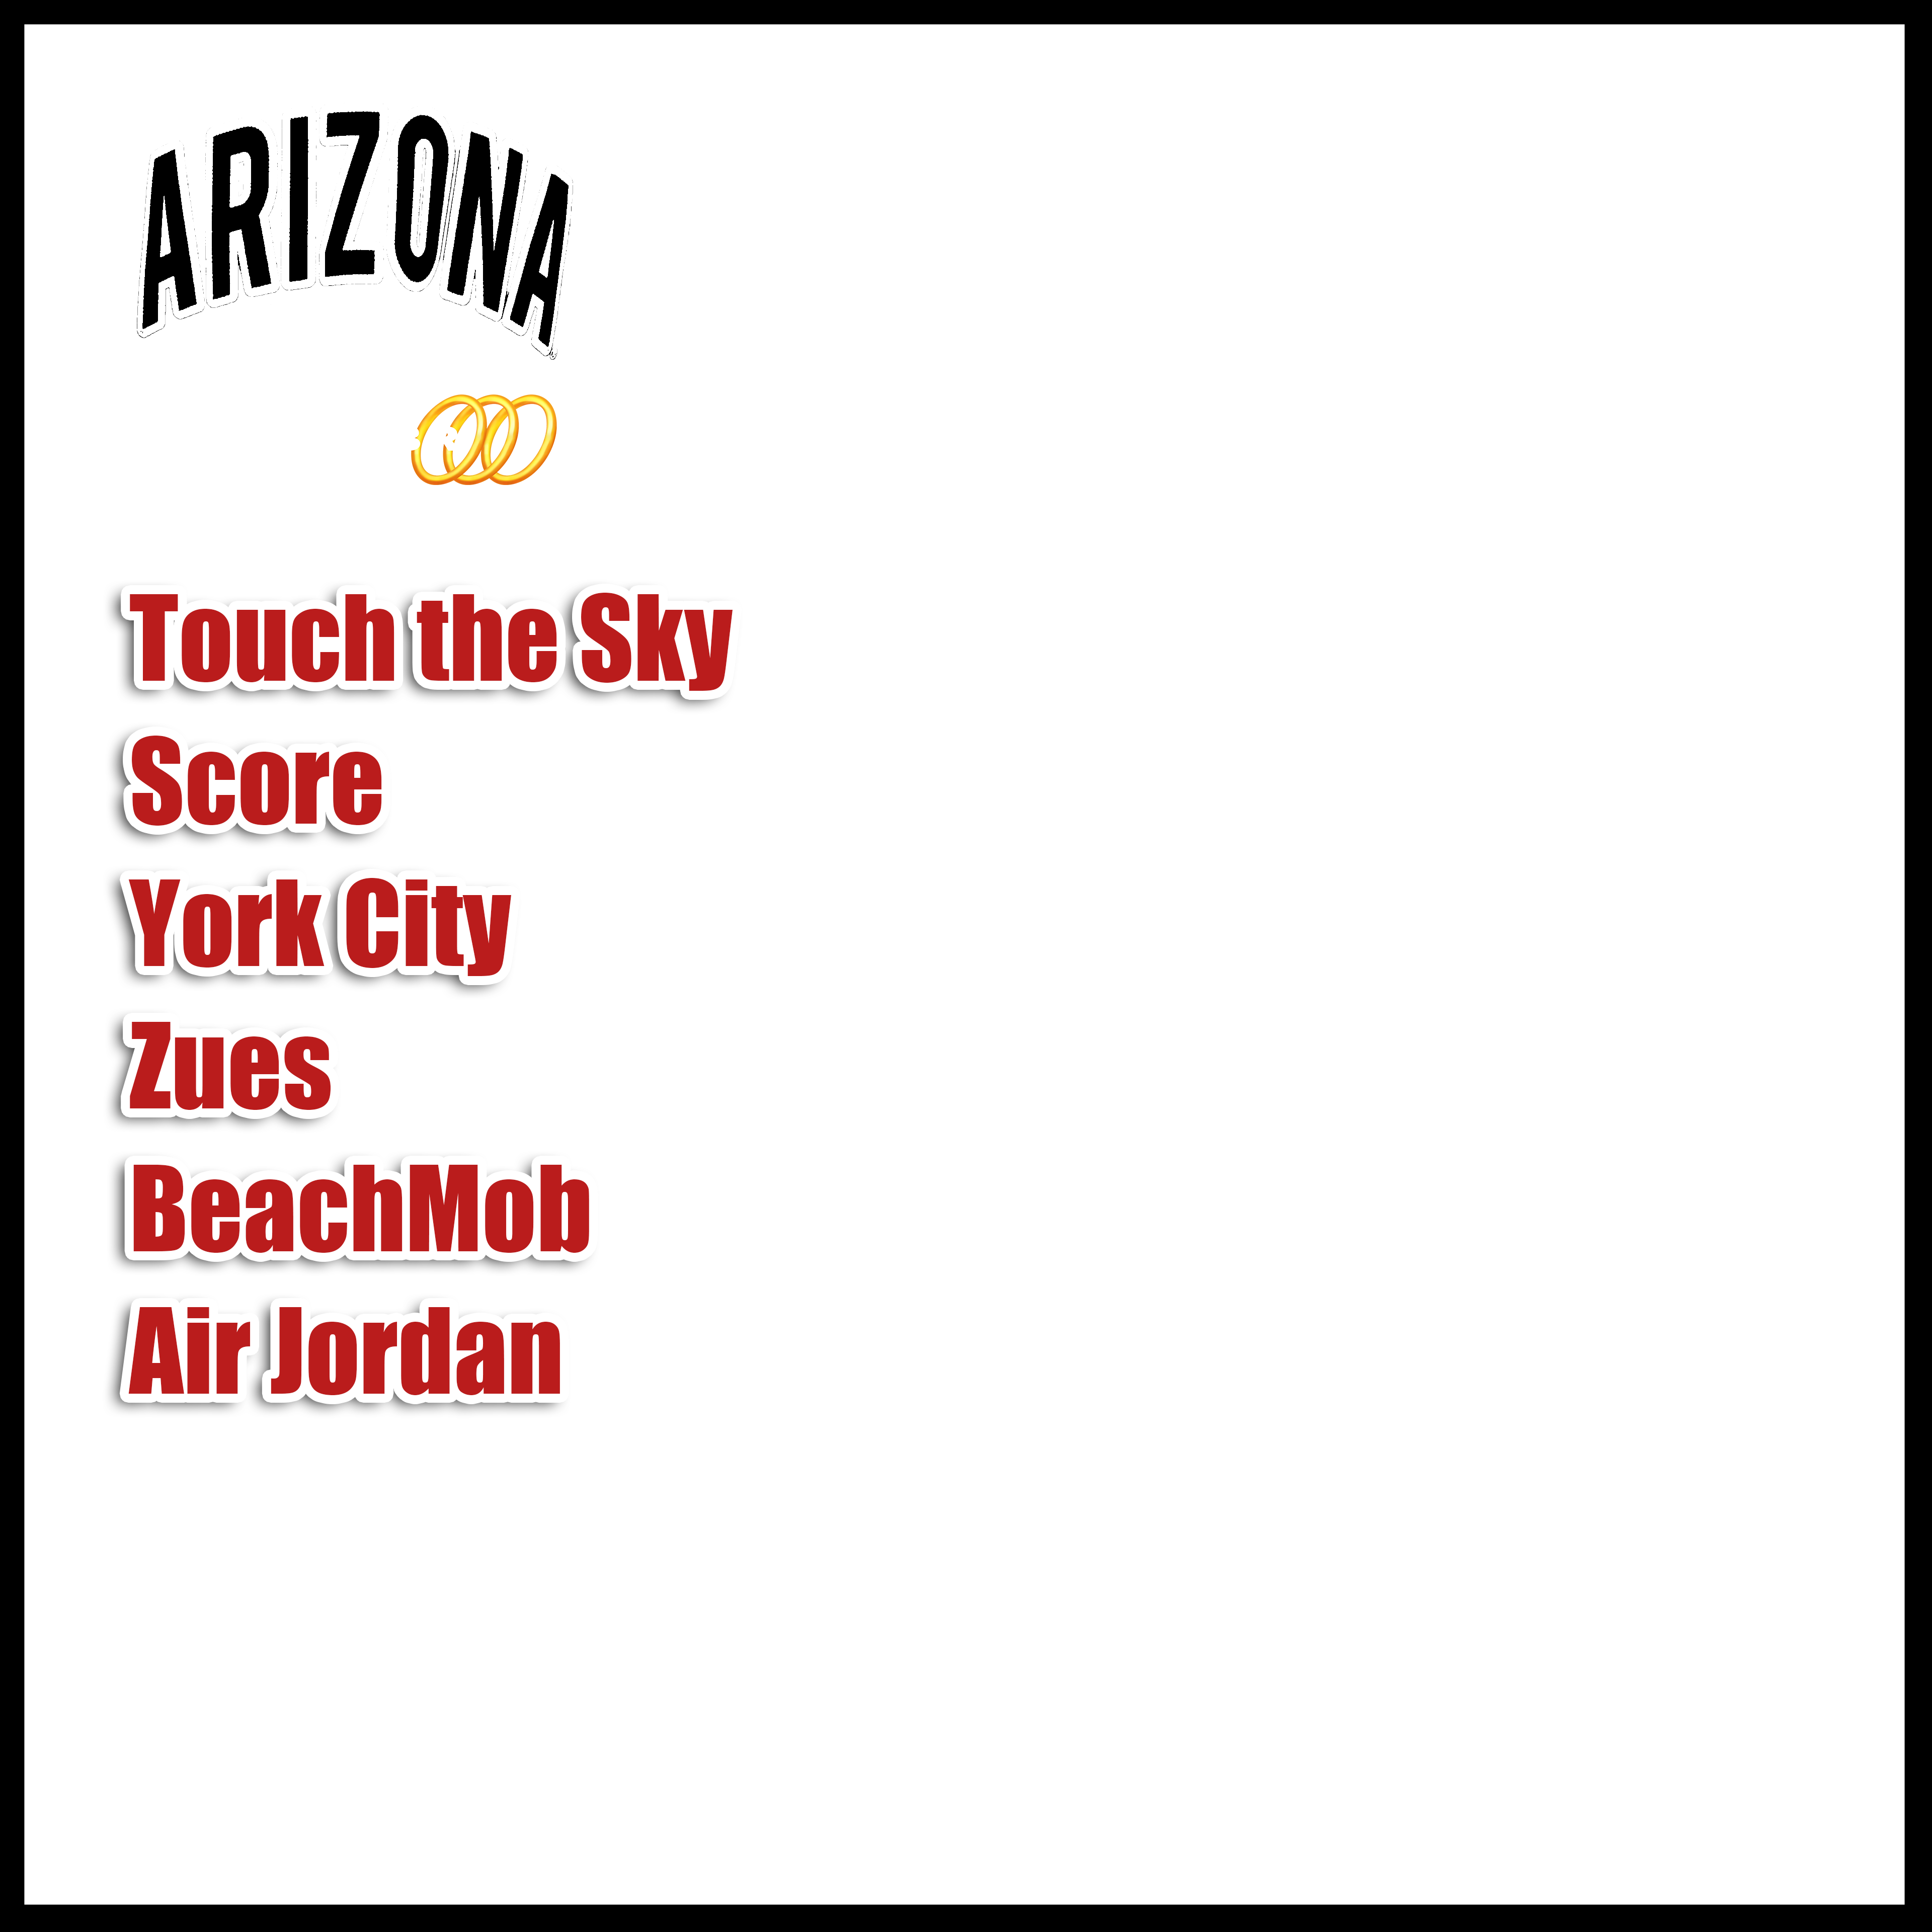 ARIZONA
Touch the Sky
Score
York City
Zues
BeachMob
Air Jordan